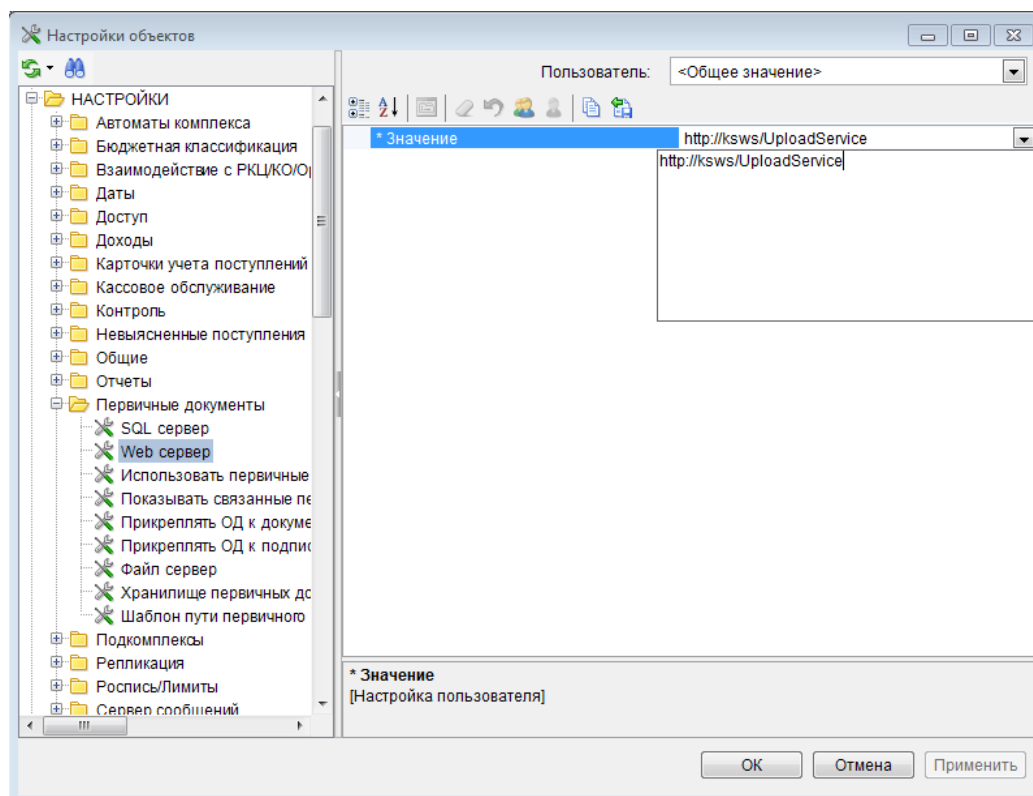 Настройки объектов
Пользователь: <Общее значение>
НАСТРОЙКИ
Автоматы комплекса
Бюджетная классификация
Взаимодействие с РКЦ/КО/О
Даты
Доступ
Доходы
Карточки учета поступлений
Кассовое обслуживание
Контроль
Невыясненные поступления
Общие
Отчеты
Первичные документы
SQL сервер
Web сервер
Использовать первичные
Показывать связанные пе
Прикреплять ОД к докуме
Прикреплять ОД к подпис
Файл сервер
Хранилище первичных до
Шаблон пути первичного
Подкомплексы
Репликация
Роспись/Лимиты
Сервер сообщений
* Значение http://ksws/UploadService
http://ksws/UploadService
* Значение
[Настройка пользователя]
ОК Отмена Применить